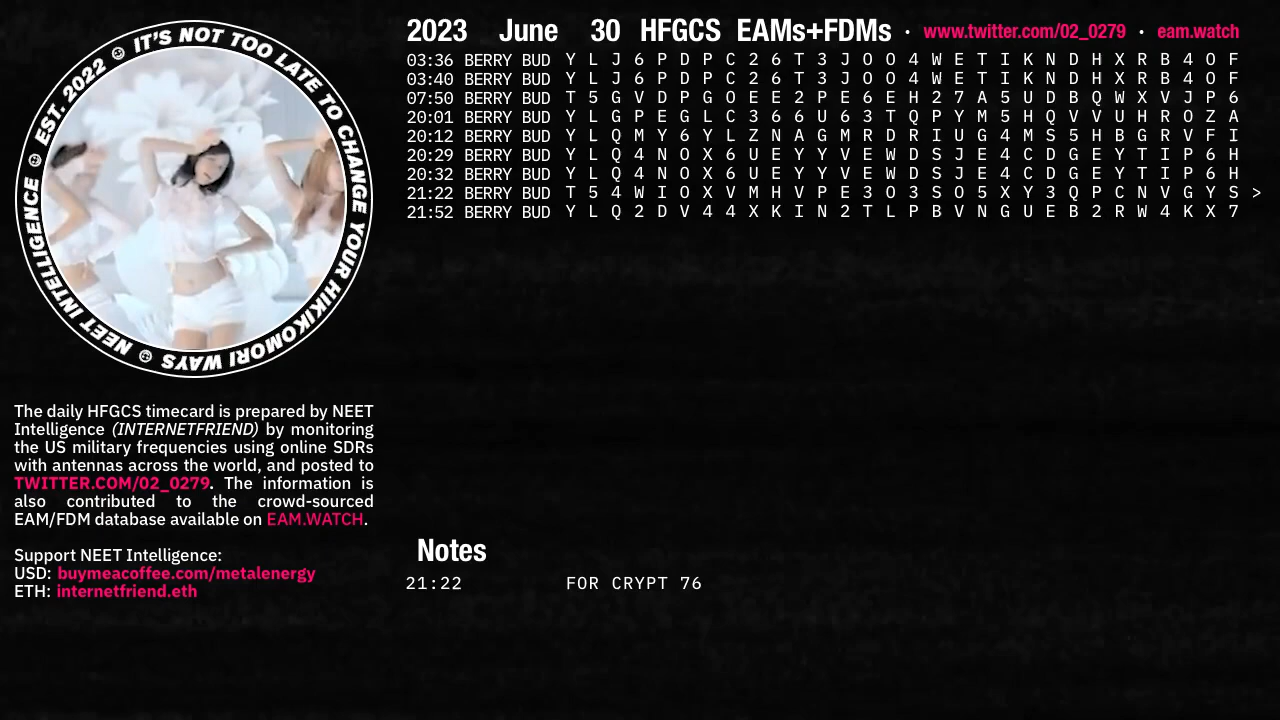 EST. 2022 ☺ IT'S NOT TOO LATE TO CHANGE YOUR HIKIKOMORI WAYS ☺ NEET INTELLIGENCE ☺
2023 June 30 HFGCS EAMs+FDMs · www.twitter.com/02_0279 · eam.watch
03:36 BERRY BUD Y L J 6 P D P C 2 6 T 3 J O O 4 W E T I K N D H X R B 4 O F
03:40 BERRY BUD Y L J 6 P D P C 2 6 T 3 J O O 4 W E T I K N D H X R B 4 O F
07:50 BERRY BUD T 5 G V D P G O E E 2 P E 6 E H 2 7 A 5 U D B Q W X V J P 6
20:01 BERRY BUD Y L G P E G L C 3 6 6 U 6 3 T Q P Y M 5 H Q V V U H R O Z A
20:12 BERRY BUD Y L Q M Y 6 Y L Z N A G M R D R I U G 4 M S 5 H B G R V F I
20:29 BERRY BUD Y L Q 4 N O X 6 U E Y Y V E W D S J E 4 C D G E Y T I P 6 H
20:32 BERRY BUD Y L Q 4 N O X 6 U E Y Y V E W D S J E 4 C D G E Y T I P 6 H
21:22 BERRY BUD T 5 4 W I O X V M H V P E 3 O 3 S O 5 X Y 3 Q P C N V G Y S >
21:52 BERRY BUD Y L Q 2 D V 4 4 X K I N 2 T L P B V N G U E B 2 R W 4 K X 7
The daily HFGCS timecard is prepared by NEET
Intelligence (INTERNETFRIEND) by monitoring
the US military frequencies using online SDRs
with antennas across the world, and posted to
TWITTER.COM/02_0279. The information is
also contributed to the crowd-sourced
EAM/FDM database available on EAM.WATCH.
Support NEET Intelligence:
USD: buymeacoffee.com/metalenergy
ETH: internetfriend.eth
Notes
21:22 FOR CRYPT 76